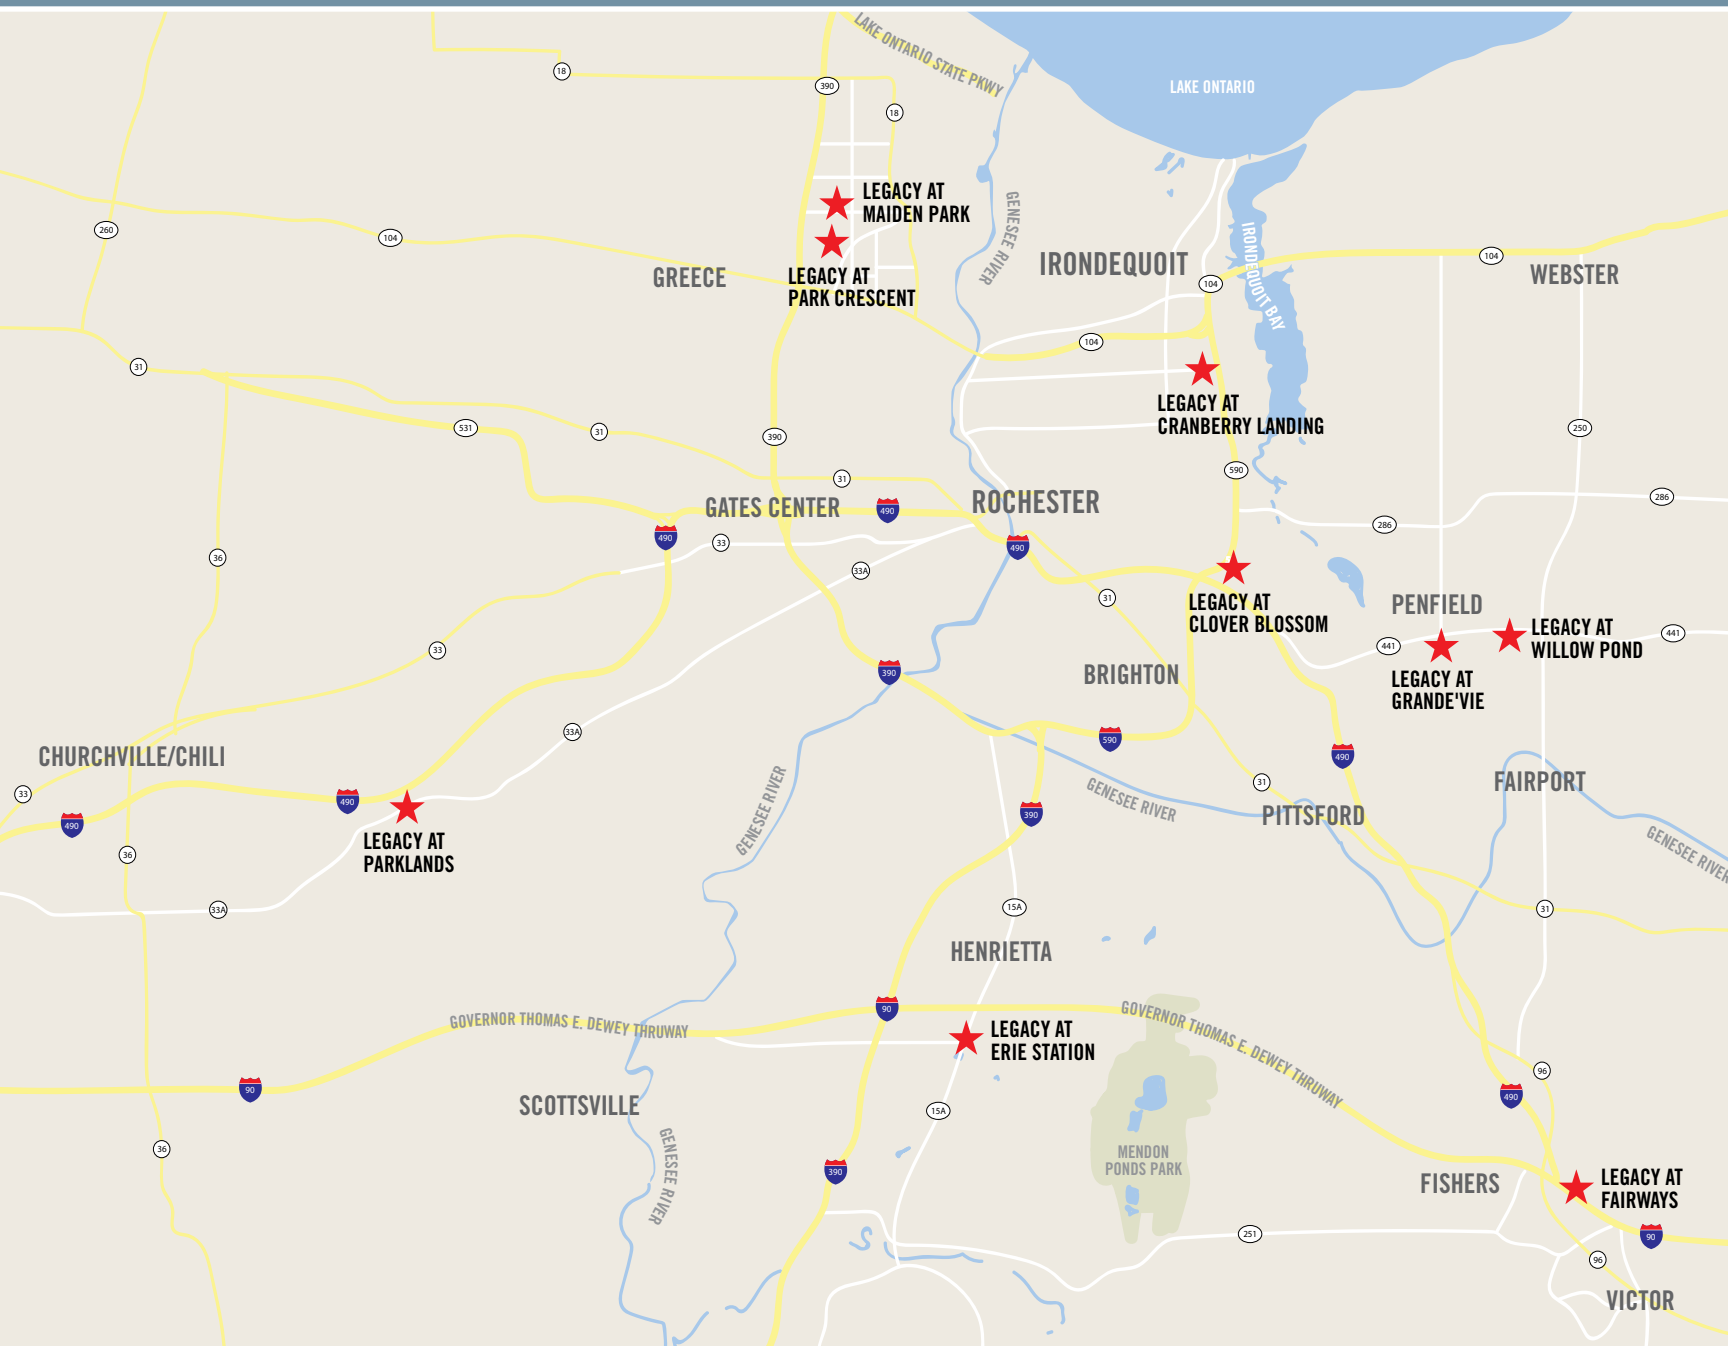 LAKE ONTARIO STATE PKWY
18
390
LAKE ONTARIO
18
LEGACY AT
MAIDEN PARK
GENESEE RIVER
260
104
IRONDEQUOIT BAY
104
IRONDEQUOIT
WEBSTER
GREECE
LEGACY AT
PARK CRESCENT
104
104
31
LEGACY AT
CRANBERRY LANDING
531
31
390
250
31
590
GATES CENTER
490
ROCHESTER
286
286
490
33
490
36
33A
LEGACY AT
CLOVER BLOSSOM
31
PENFIELD
LEGACY AT
WILLOW POND
441
441
33
390
BRIGHTON
LEGACY AT
GRANDE'VIE
33A
590
490
CHURCHVILLE/CHILI
31
FAIRPORT
33
490
490
GENESEE RIVER
390
GENESEE RIVER
PITTSFORD
GENESEE RIVER
LEGACY AT
PARKLANDS
36
33A
15A
31
HENRIETTA
90
GOVERNOR THOMAS E. DEWEY THRUWAY
GOVERNOR THOMAS E. DEWEY THRUWAY
LEGACY AT
ERIE STATION
90
96
490
SCOTTSVILLE
15A
36
GENESEE RIVER
MENDON
PONDS PARK
390
FISHERS
LEGACY AT
FAIRWAYS
251
90
96
VICTOR